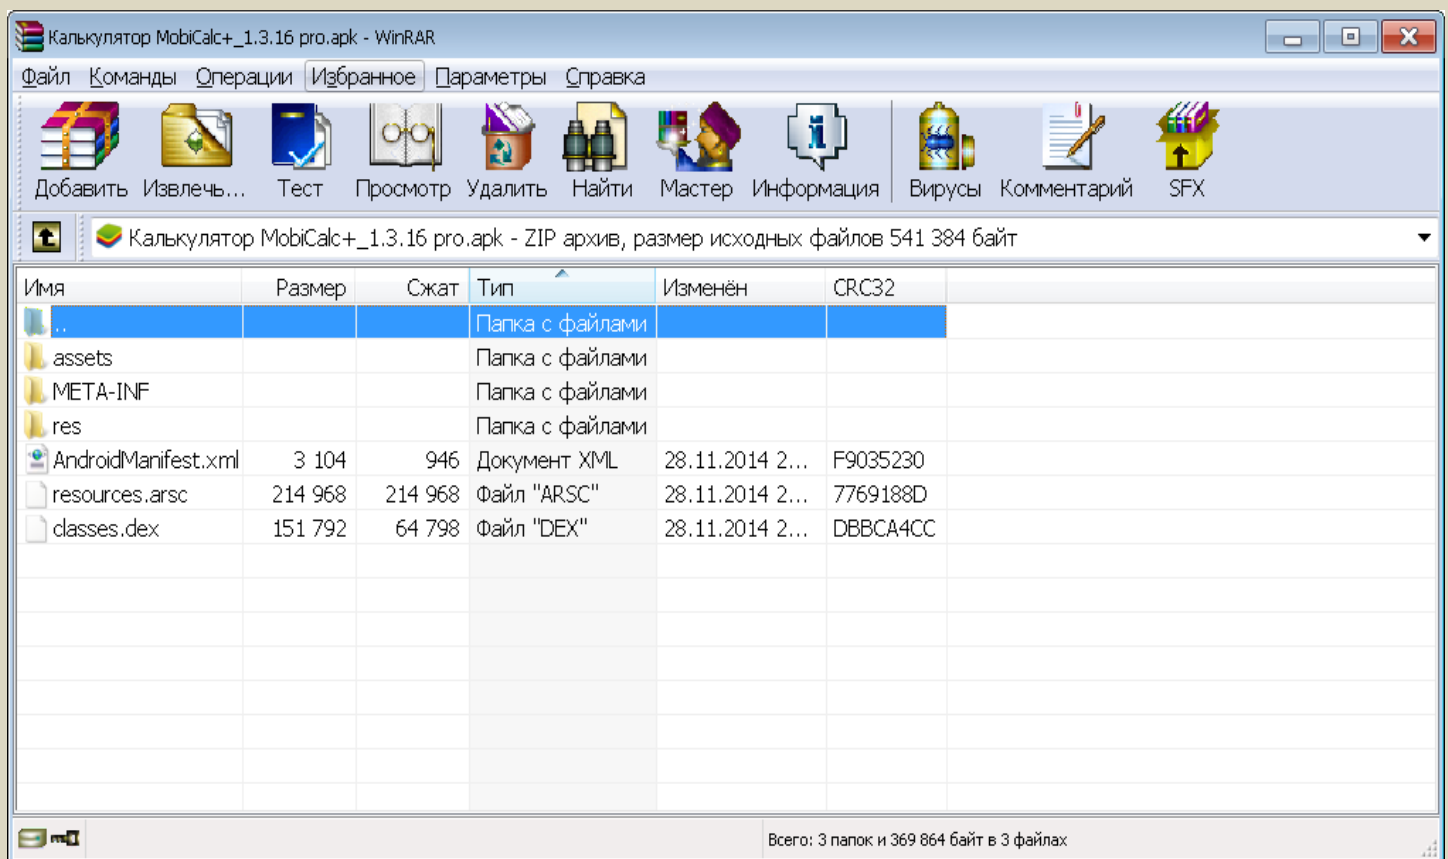 Калькулятор MobiCalc+_1.3.16 pro.apk - WinRAR
Файл Команды Операции Избранное Параметры Справка
Добавить Извлечь... Тест Просмотр Удалить Найти Мастер Информация Вирусы Комментарий SFX
Калькулятор MobiCalc+_1.3.16 pro.apk - ZIP архив, размер исходных файлов 541 384 байт
Имя Размер Сжат Тип Изменён CRC32
.. Папка с файлами
assets Папка с файлами
META-INF Папка с файлами
res Папка с файлами
AndroidManifest.xml 3 104 946 Документ XML 28.11.2014 2... F9035230
resources.arsc 214 968 214 968 Файл "ARSC" 28.11.2014 2... 7769188D
classes.dex 151 792 64 798 Файл "DEX" 28.11.2014 2... DBBCA4CC
Всего: 3 папок и 369 864 байт в 3 файлах